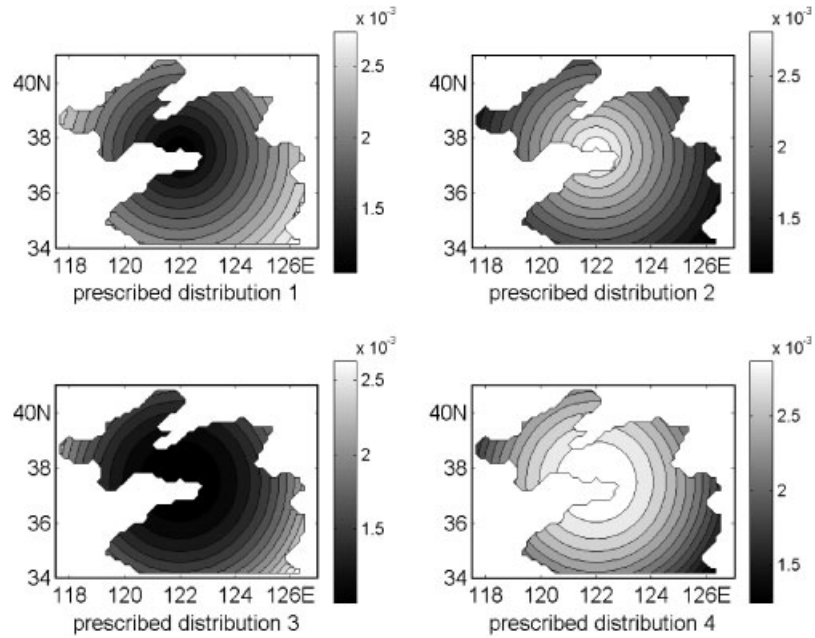 x 10⁻³
40N
38
36
34
2.5
2
1.5
118 120 122 124 126E
prescribed distribution 1
x 10⁻³
40N
38
36
34
2.5
2
1.5
118 120 122 124 126E
prescribed distribution 2
x 10⁻³
40N
38
36
34
2.5
2
1.5
118 120 122 124 126E
prescribed distribution 3
x 10⁻³
40N
38
36
34
2.5
2
1.5
118 120 122 124 126E
prescribed distribution 4